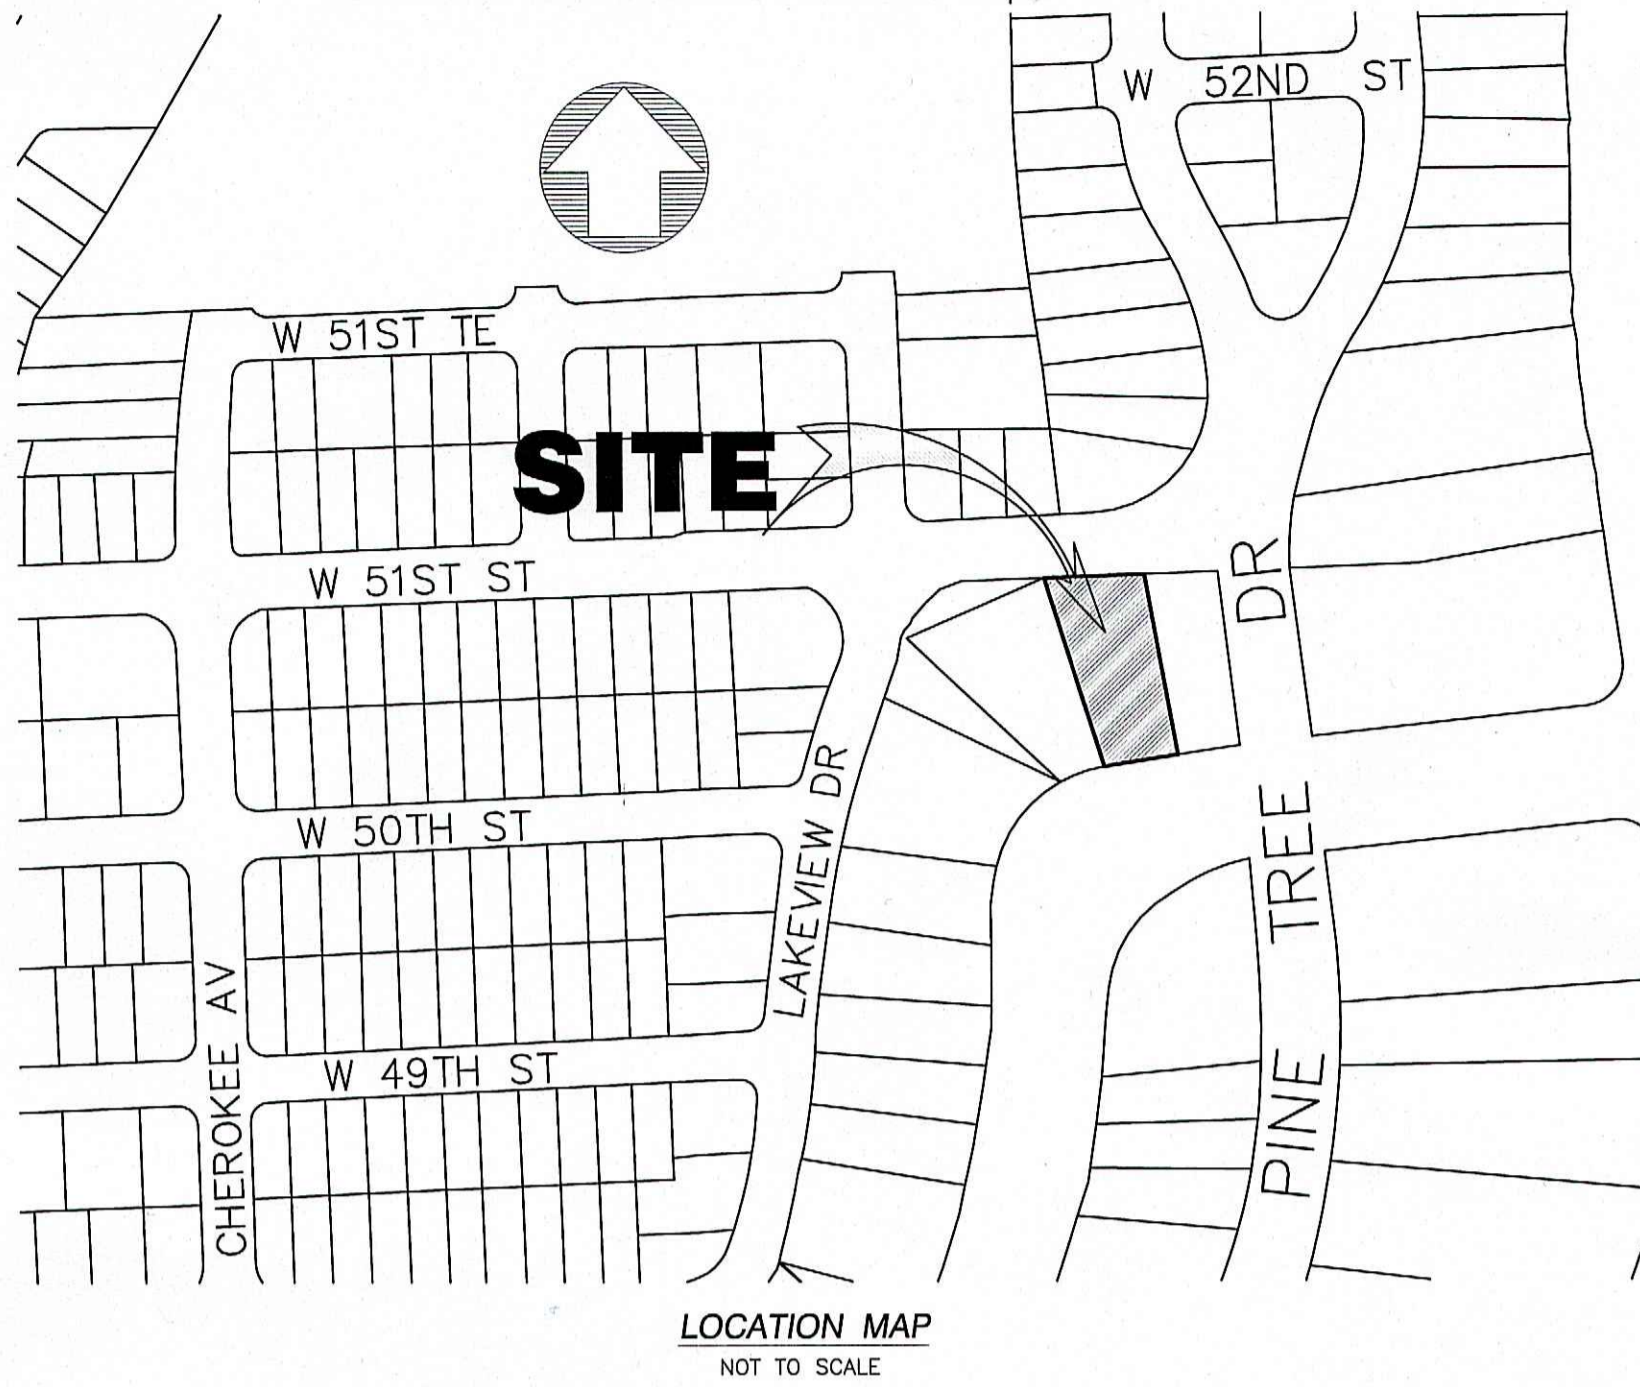 W 52ND ST
W 51ST TE
SITE
W 51ST ST
DR
W 50TH ST
LAKEVIEW DR
PINE TREE
CHEROKEE AV
W 49TH ST
LOCATION MAP
NOT TO SCALE